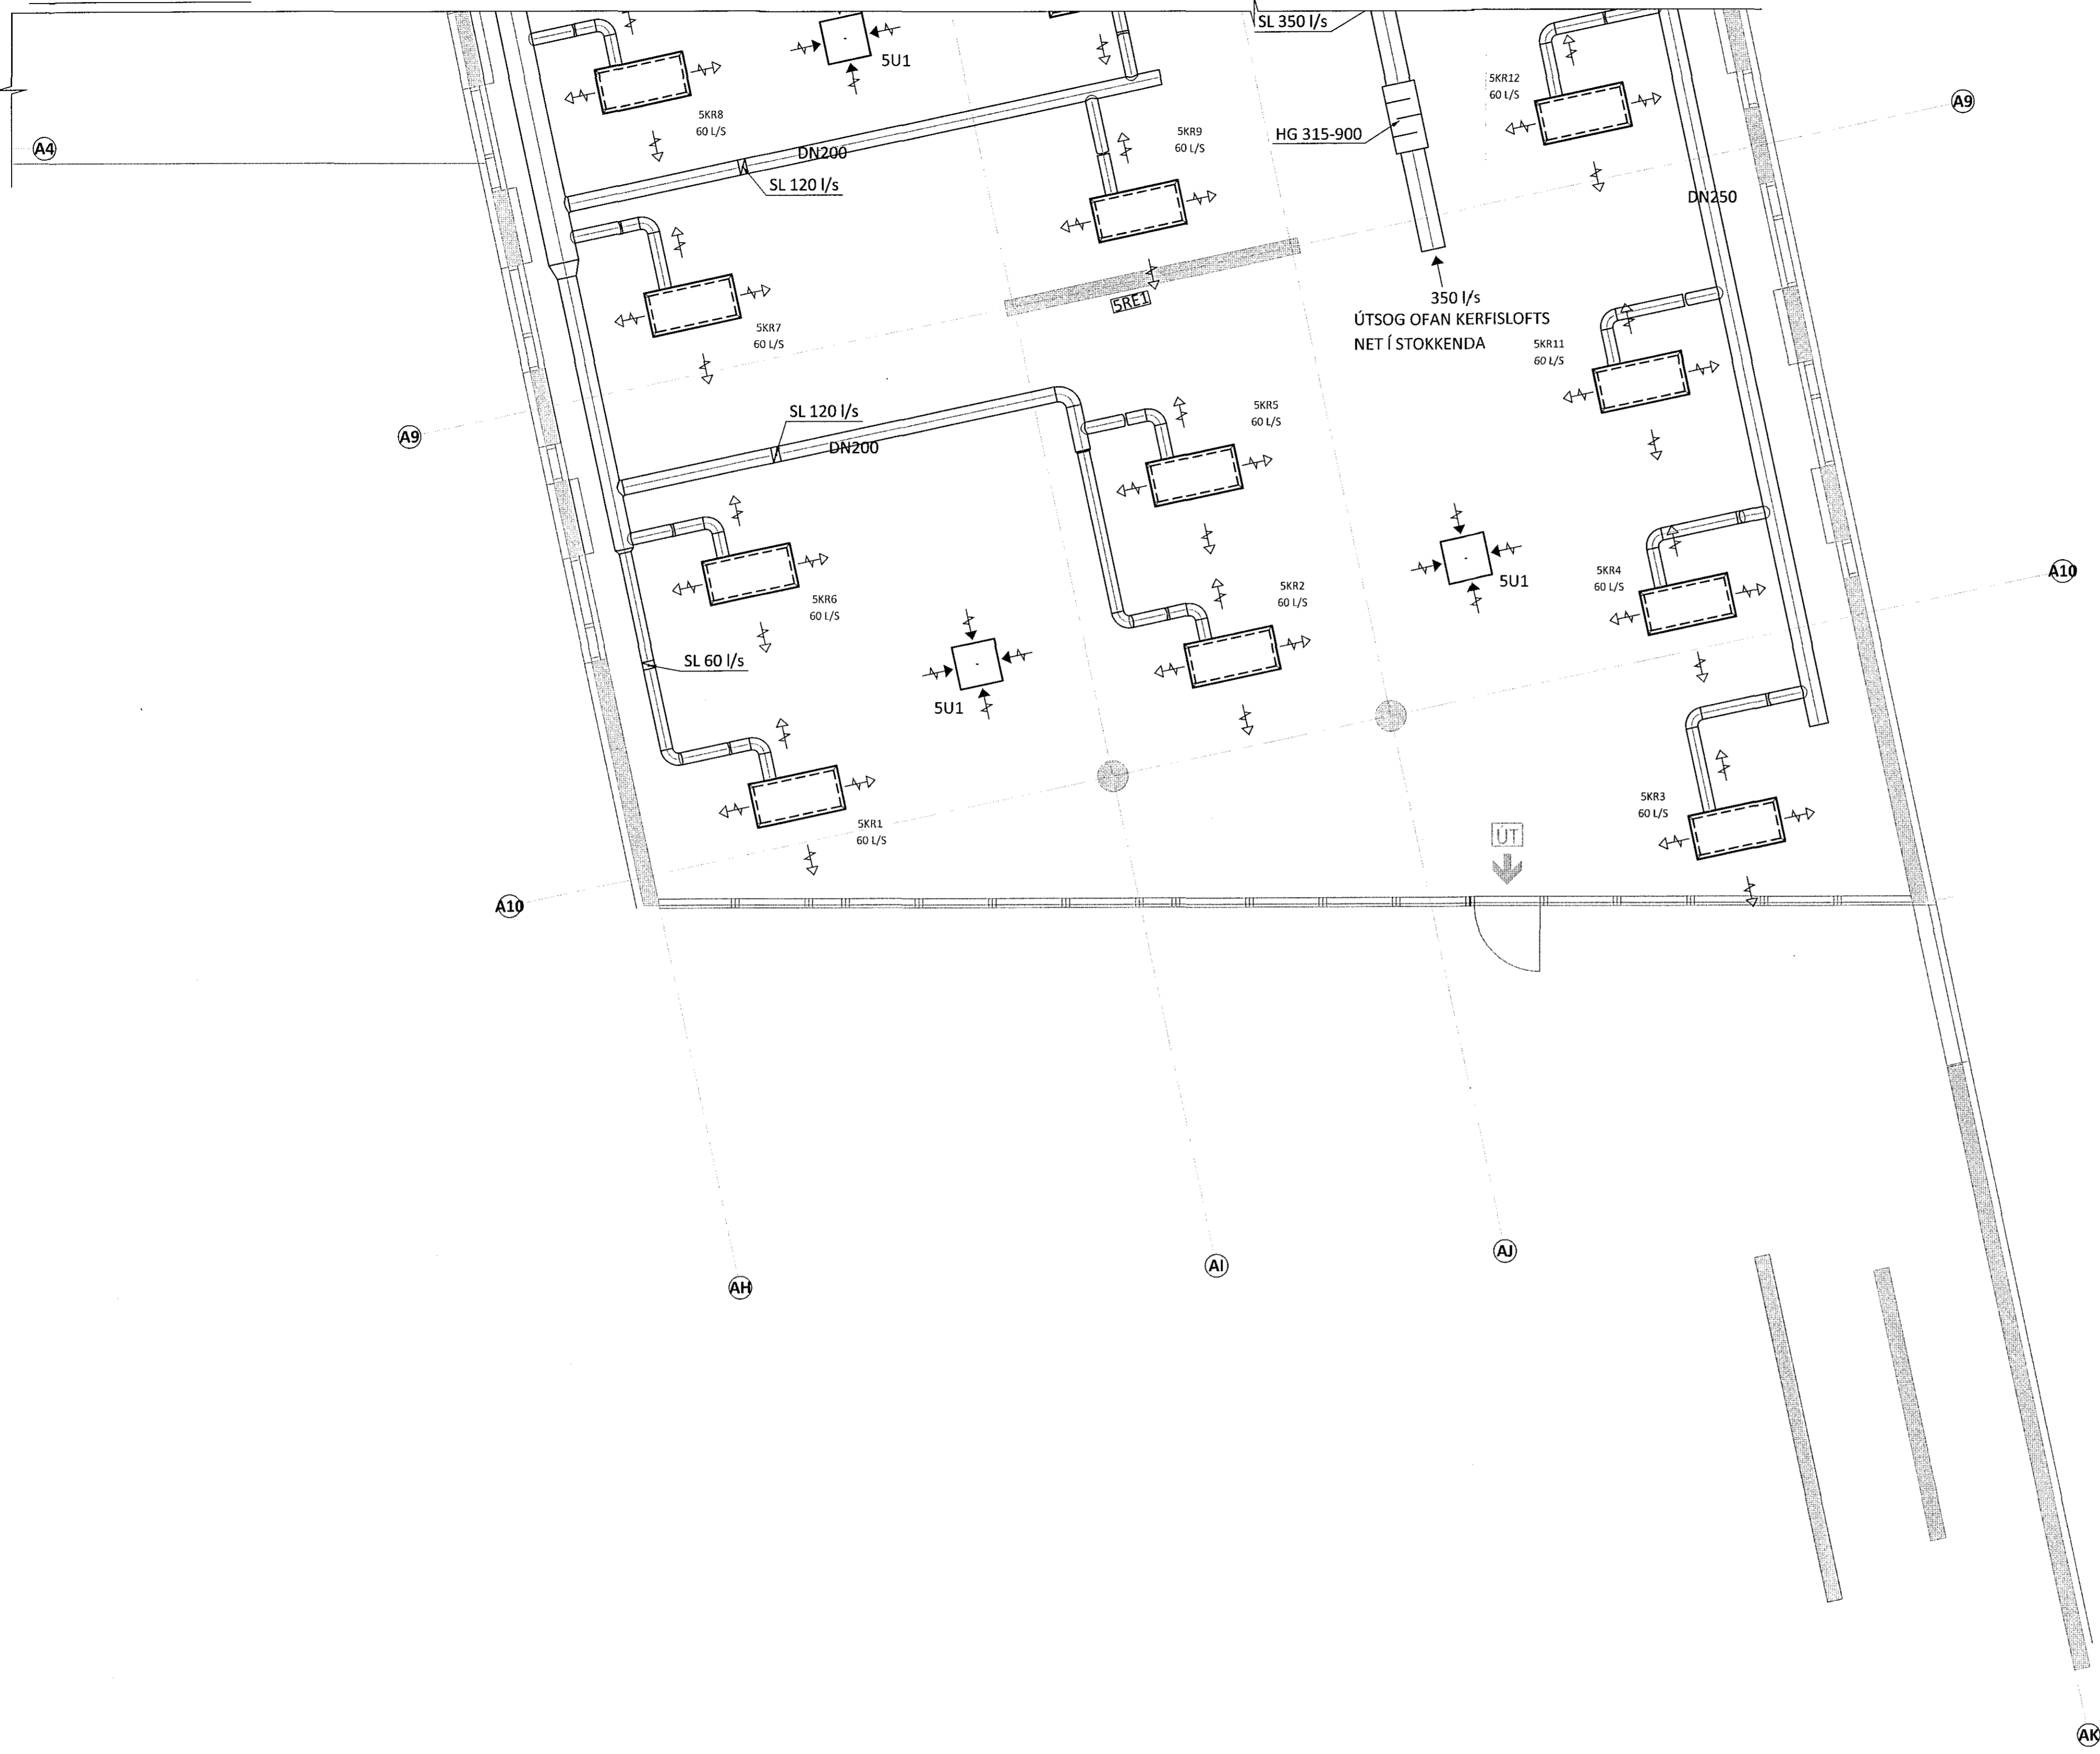 SL 350 l/s
5U1
5KR12
60 L/S
A9
5KR8
60 L/S
HG 315-900
5KR9
60 L/S
A4
DN200
SL 120 l/s
DN250
350 l/s
ÚTSOG OFAN KERFISLOFTS
NET Í STOKKENDA
5RE1
5KR7
60 L/S
5KR11
60 L/S
SL 120 l/s
5KR5
60 L/S
A9
DN200
5KR4
60 L/S
A10
5U1
5KR2
60 L/S
5KR6
60 L/S
SL 60 l/s
5U1
5KR3
60 L/S
5KR1
60 L/S
ÚT
A10
AJ
AI
AH
AK